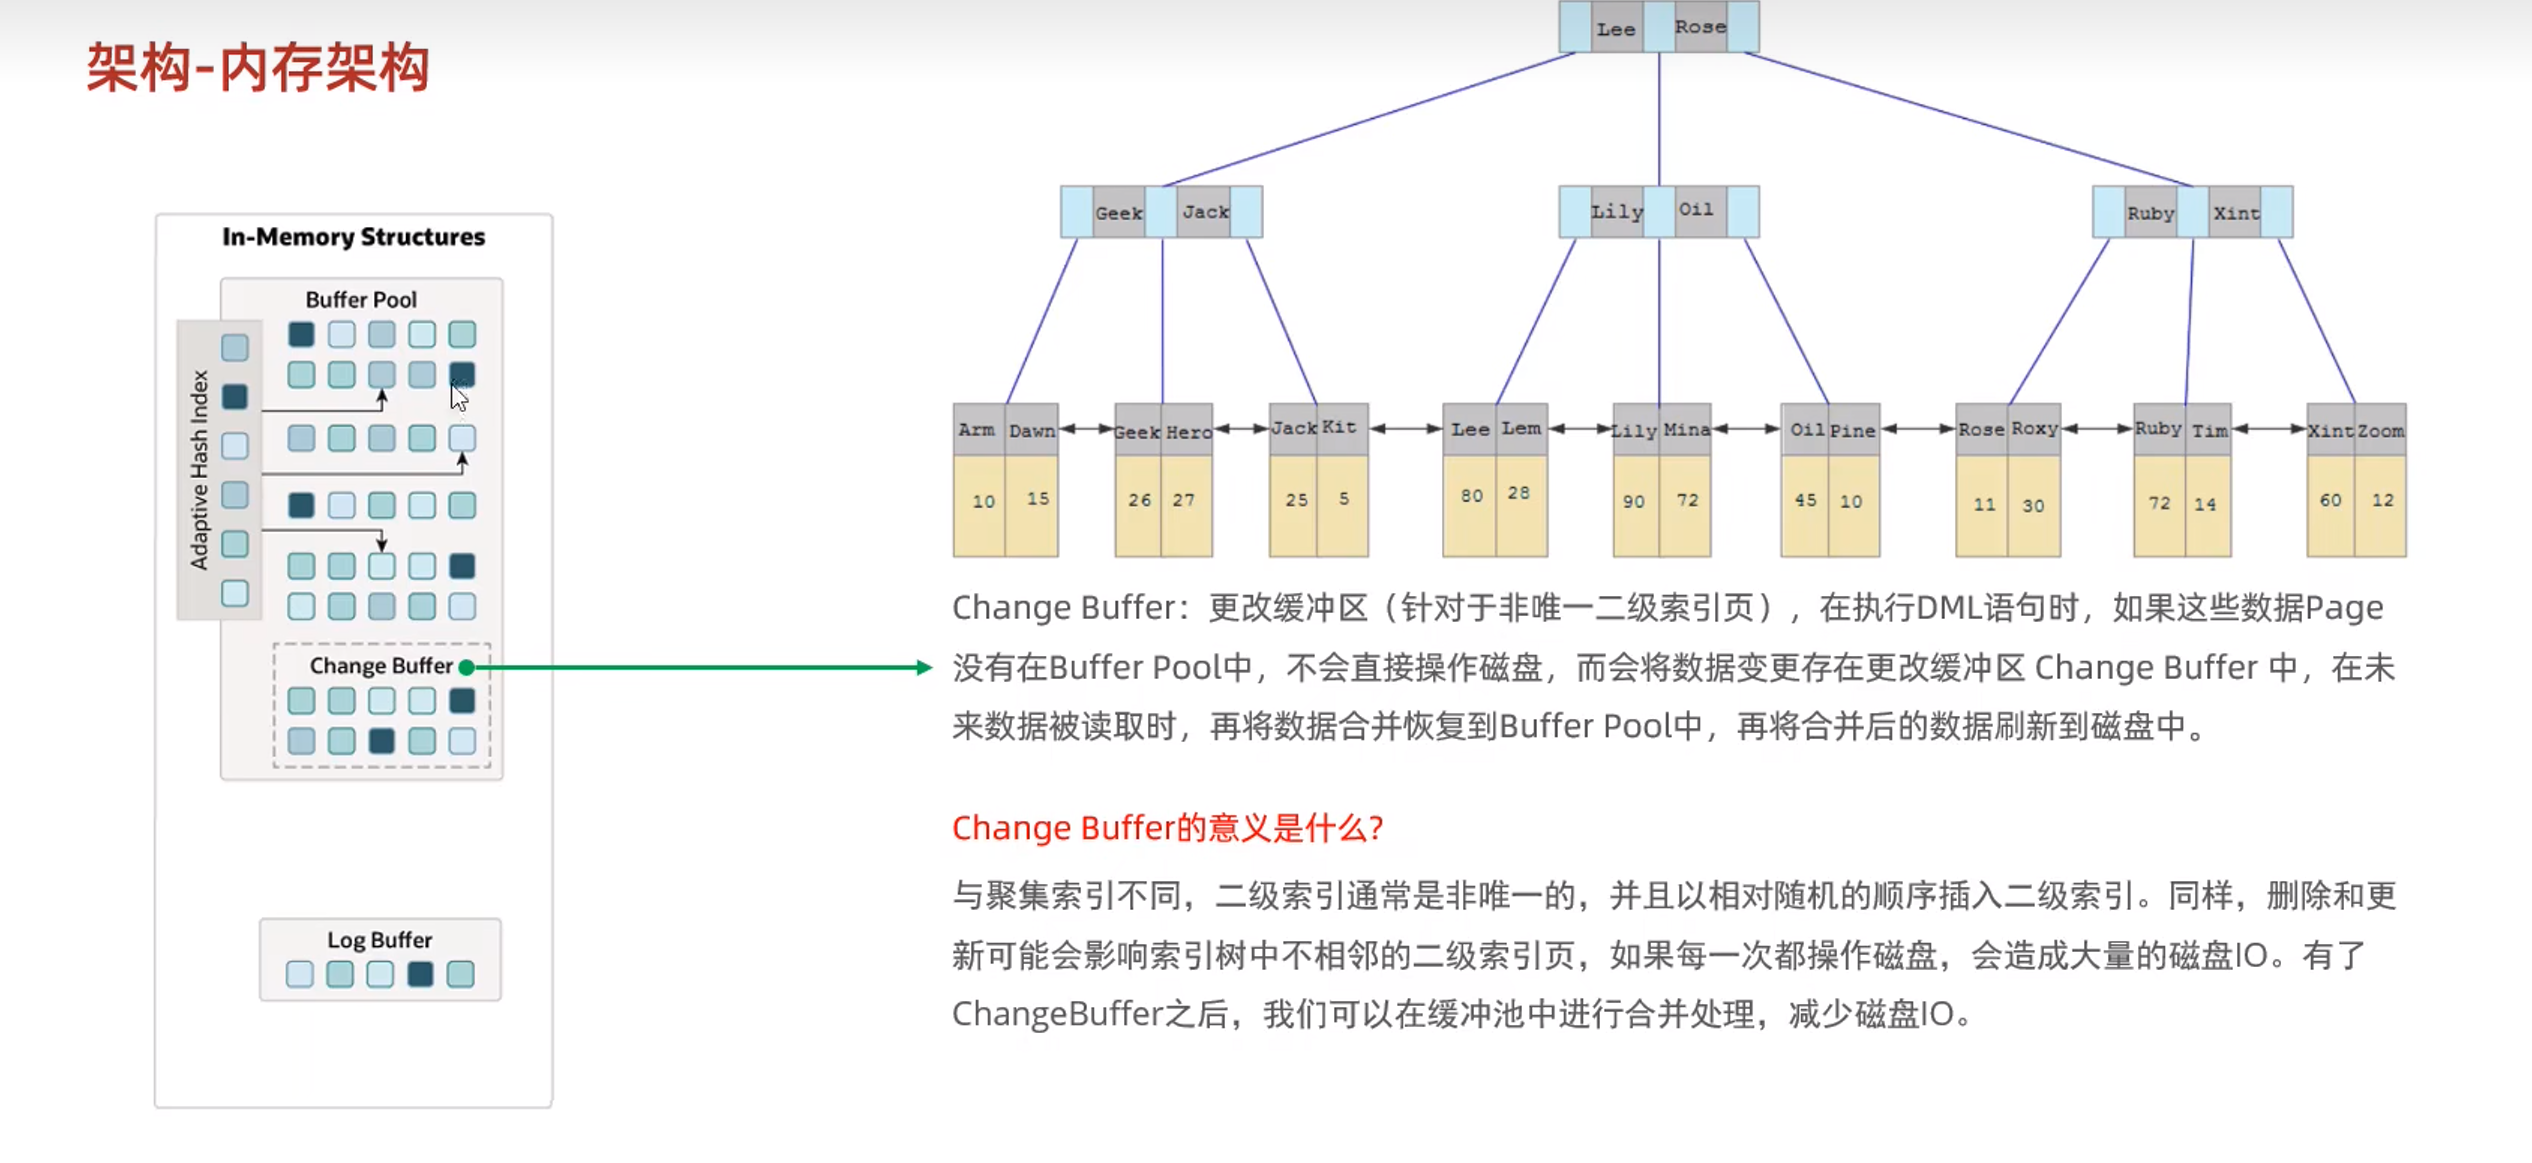 架构-内存架构
In-Memory Structures
Buffer Pool
Adaptive Hash Index
Change Buffer
Log Buffer
Lee Rose
Geek Jack
Lily Oil
Ruby Xint
Arm Dawn Geek Hero Jack Kit Lee Lem Lily Mina Oil Pine Rose Roxy Ruby Tim Xint Zoom
10 15 26 27 25 5 80 28 90 72 45 10 11 30 72 14 60 12
Change Buffer：更改缓冲区（针对于非唯一二级索引页），在执行DML语句时，如果这些数据Page
没有在Buffer Pool中，不会直接操作磁盘，而会将数据变更存在更改缓冲区 Change Buffer 中，在未
来数据被读取时，再将数据合并恢复到Buffer Pool中，再将合并后的数据刷新到磁盘中。
Change Buffer的意义是什么?
与聚集索引不同，二级索引通常是非唯一的，并且以相对随机的顺序插入二级索引。同样，删除和更
新可能会影响索引树中不相邻的二级索引页，如果每一次都操作磁盘，会造成大量的磁盘IO。有了
ChangeBuffer之后，我们可以在缓冲池中进行合并处理，减少磁盘IO。